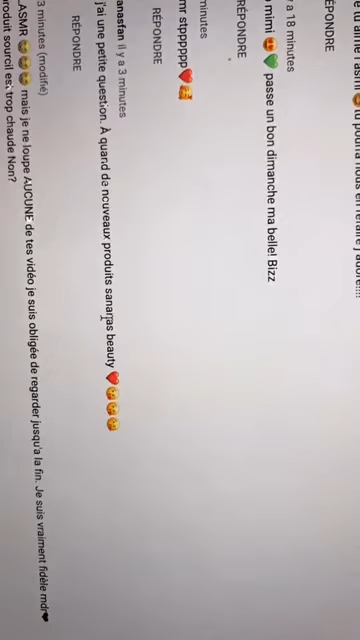 RÉPONDRE
a 18 minutes
mimi 😍💚 passe un bon dimanche ma belle! Bizz
RÉPONDRE
minutes
mr stpppppp❤️🥰
RÉPONDRE
anasfan il y a 3 minutes
j'ai une petite question. À quand de nouveaux produits sananas beauty ❤️😘😘😘
RÉPONDRE
3 minutes (modifié)
ASMR 😎😎😎 mais je ne loupe AUCUNE de tes vidéo je suis obligée de regarder jusqu'a la fin. Je suis vraiment fidèle mdr❤
produit sourcil est trop chaude Non?